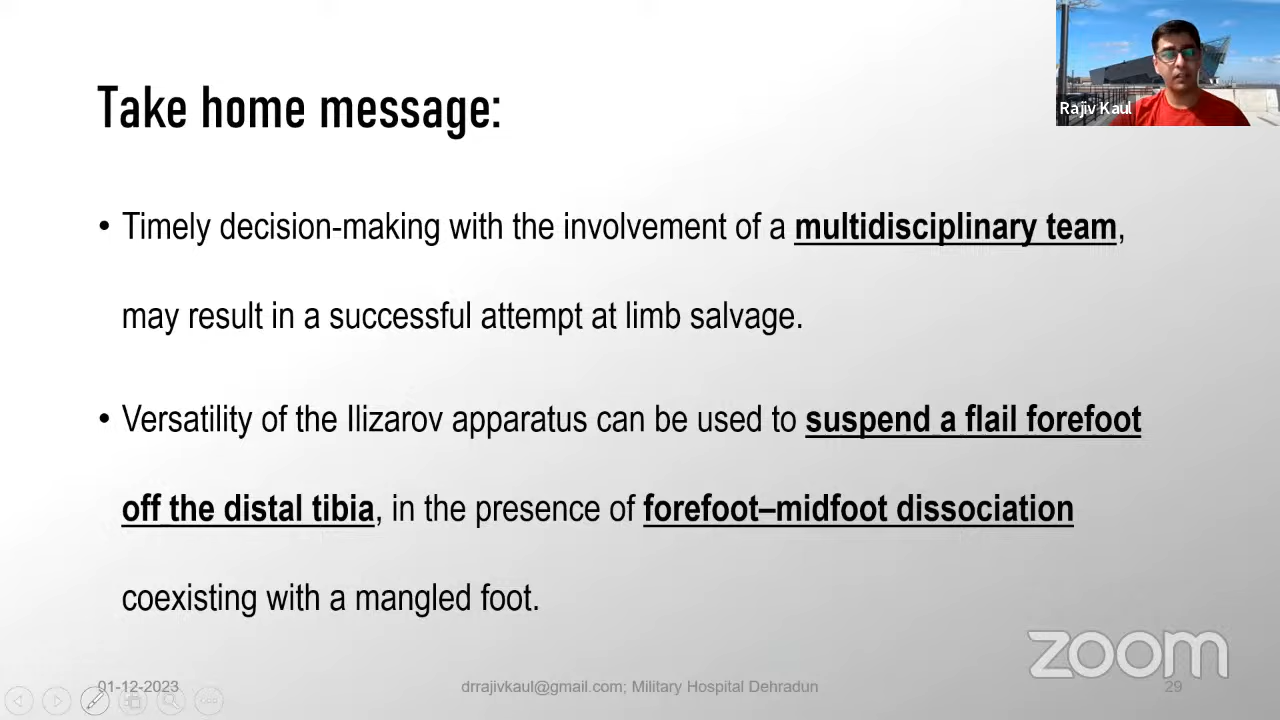 Rajiv Kaul
Take home message:
• Timely decision-making with the involvement of a multidisciplinary team,
may result in a successful attempt at limb salvage.
• Versatility of the Ilizarov apparatus can be used to suspend a flail forefoot
off the distal tibia, in the presence of forefoot–midfoot dissociation
coexisting with a mangled foot.
zoom
01-12-2023
drrajivkaul@gmail.com; Military Hospital Dehradun
29